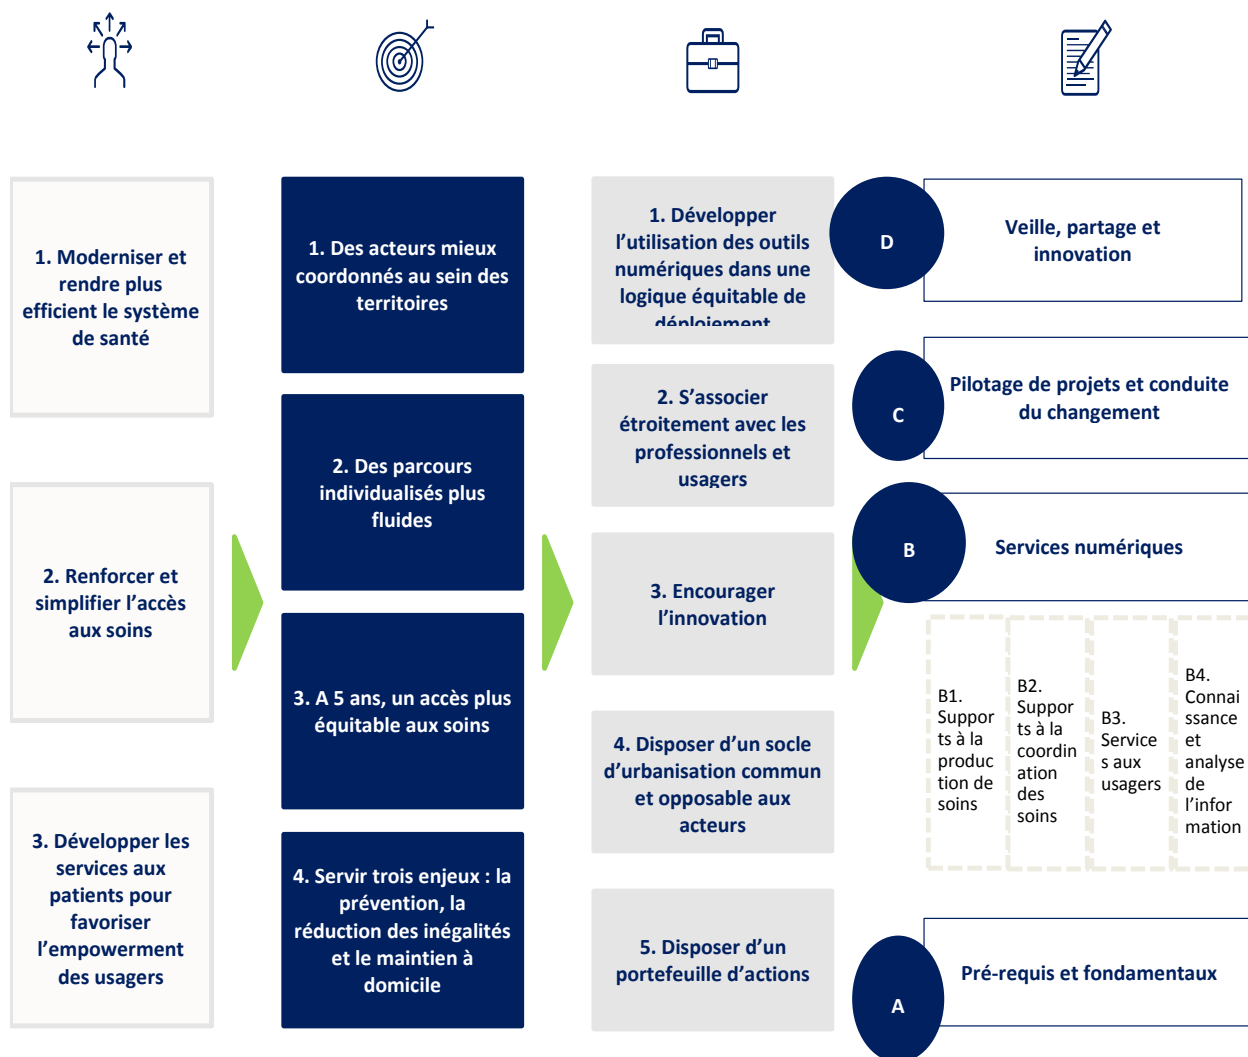 1. Moderniser et
rendre plus
efficient le système
de santé
2. Renforcer et
simplifier l’accès
aux soins
3. Développer les
services aux
patients pour
favoriser
l’empowerment
des usagers
1. Des acteurs mieux
coordonnés au sein des
territoires
2. Des parcours
individualisés plus
fluides
3. A 5 ans, un accès plus
équitable aux soins
4. Servir trois enjeux : la
prévention, la
réduction des inégalités
et le maintien à
domicile
1. Développer
l’utilisation des outils
numériques dans une
logique équitable de
déploiement
2. S’associer
étroitement avec les
professionnels et
usagers
3. Encourager
l’innovation
4. Disposer d’un socle
d’urbanisation commun
et opposable aux
acteurs
5. Disposer d’un
portefeuille d’actions
D
Veille, partage et
innovation
C
Pilotage de projets et conduite
du changement
B
Services numériques
B1.
Suppor
ts à la
produc
tion de
soins
B2.
Suppor
ts à la
coordin
ation
des
soins
B3.
Service
s aux
usagers
B4.
Connai
ssance
et
analyse
de
l’infor
mation
A
Pré-requis et fondamentaux